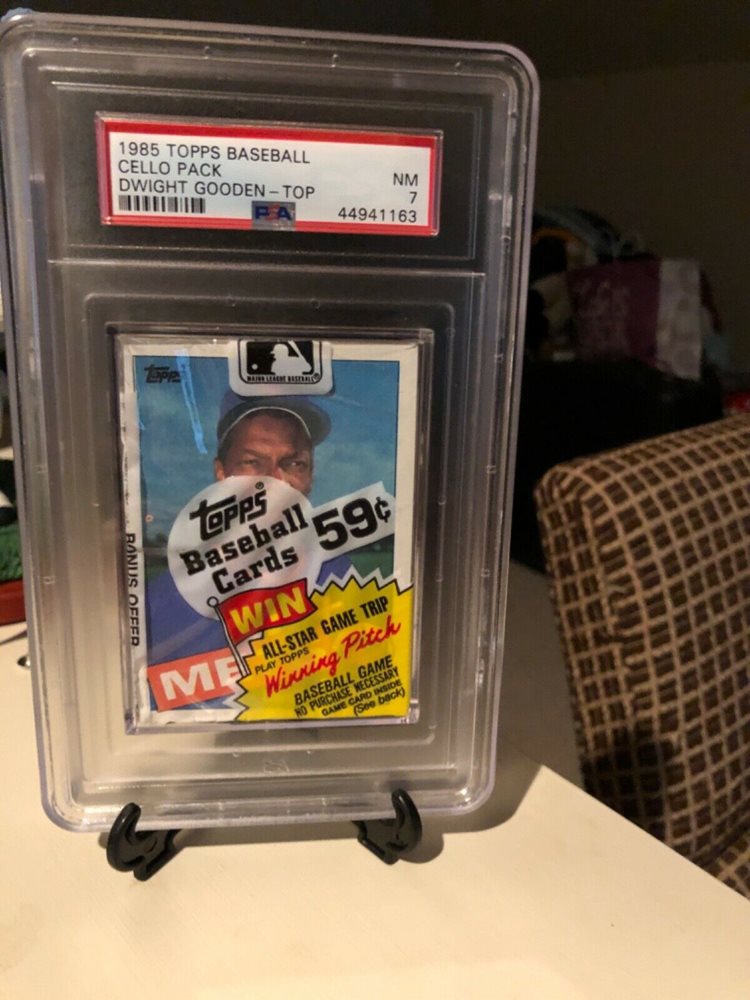 1985 TOPPS BASEBALL
CELLO PACK NM
DWIGHT GOODEN - TOP 7
PSA 44941163
Topps
MAJOR LEAGUE BASEBALL
Topps®
Baseball
Cards
59¢
BONUS OFFER
WIN
ALL-STAR GAME TRIP
PLAY TOPPS
Winning Pitch
BASEBALL GAME
NO PURCHASE NECESSARY
GAME CARD INSIDE
(See back)
ME